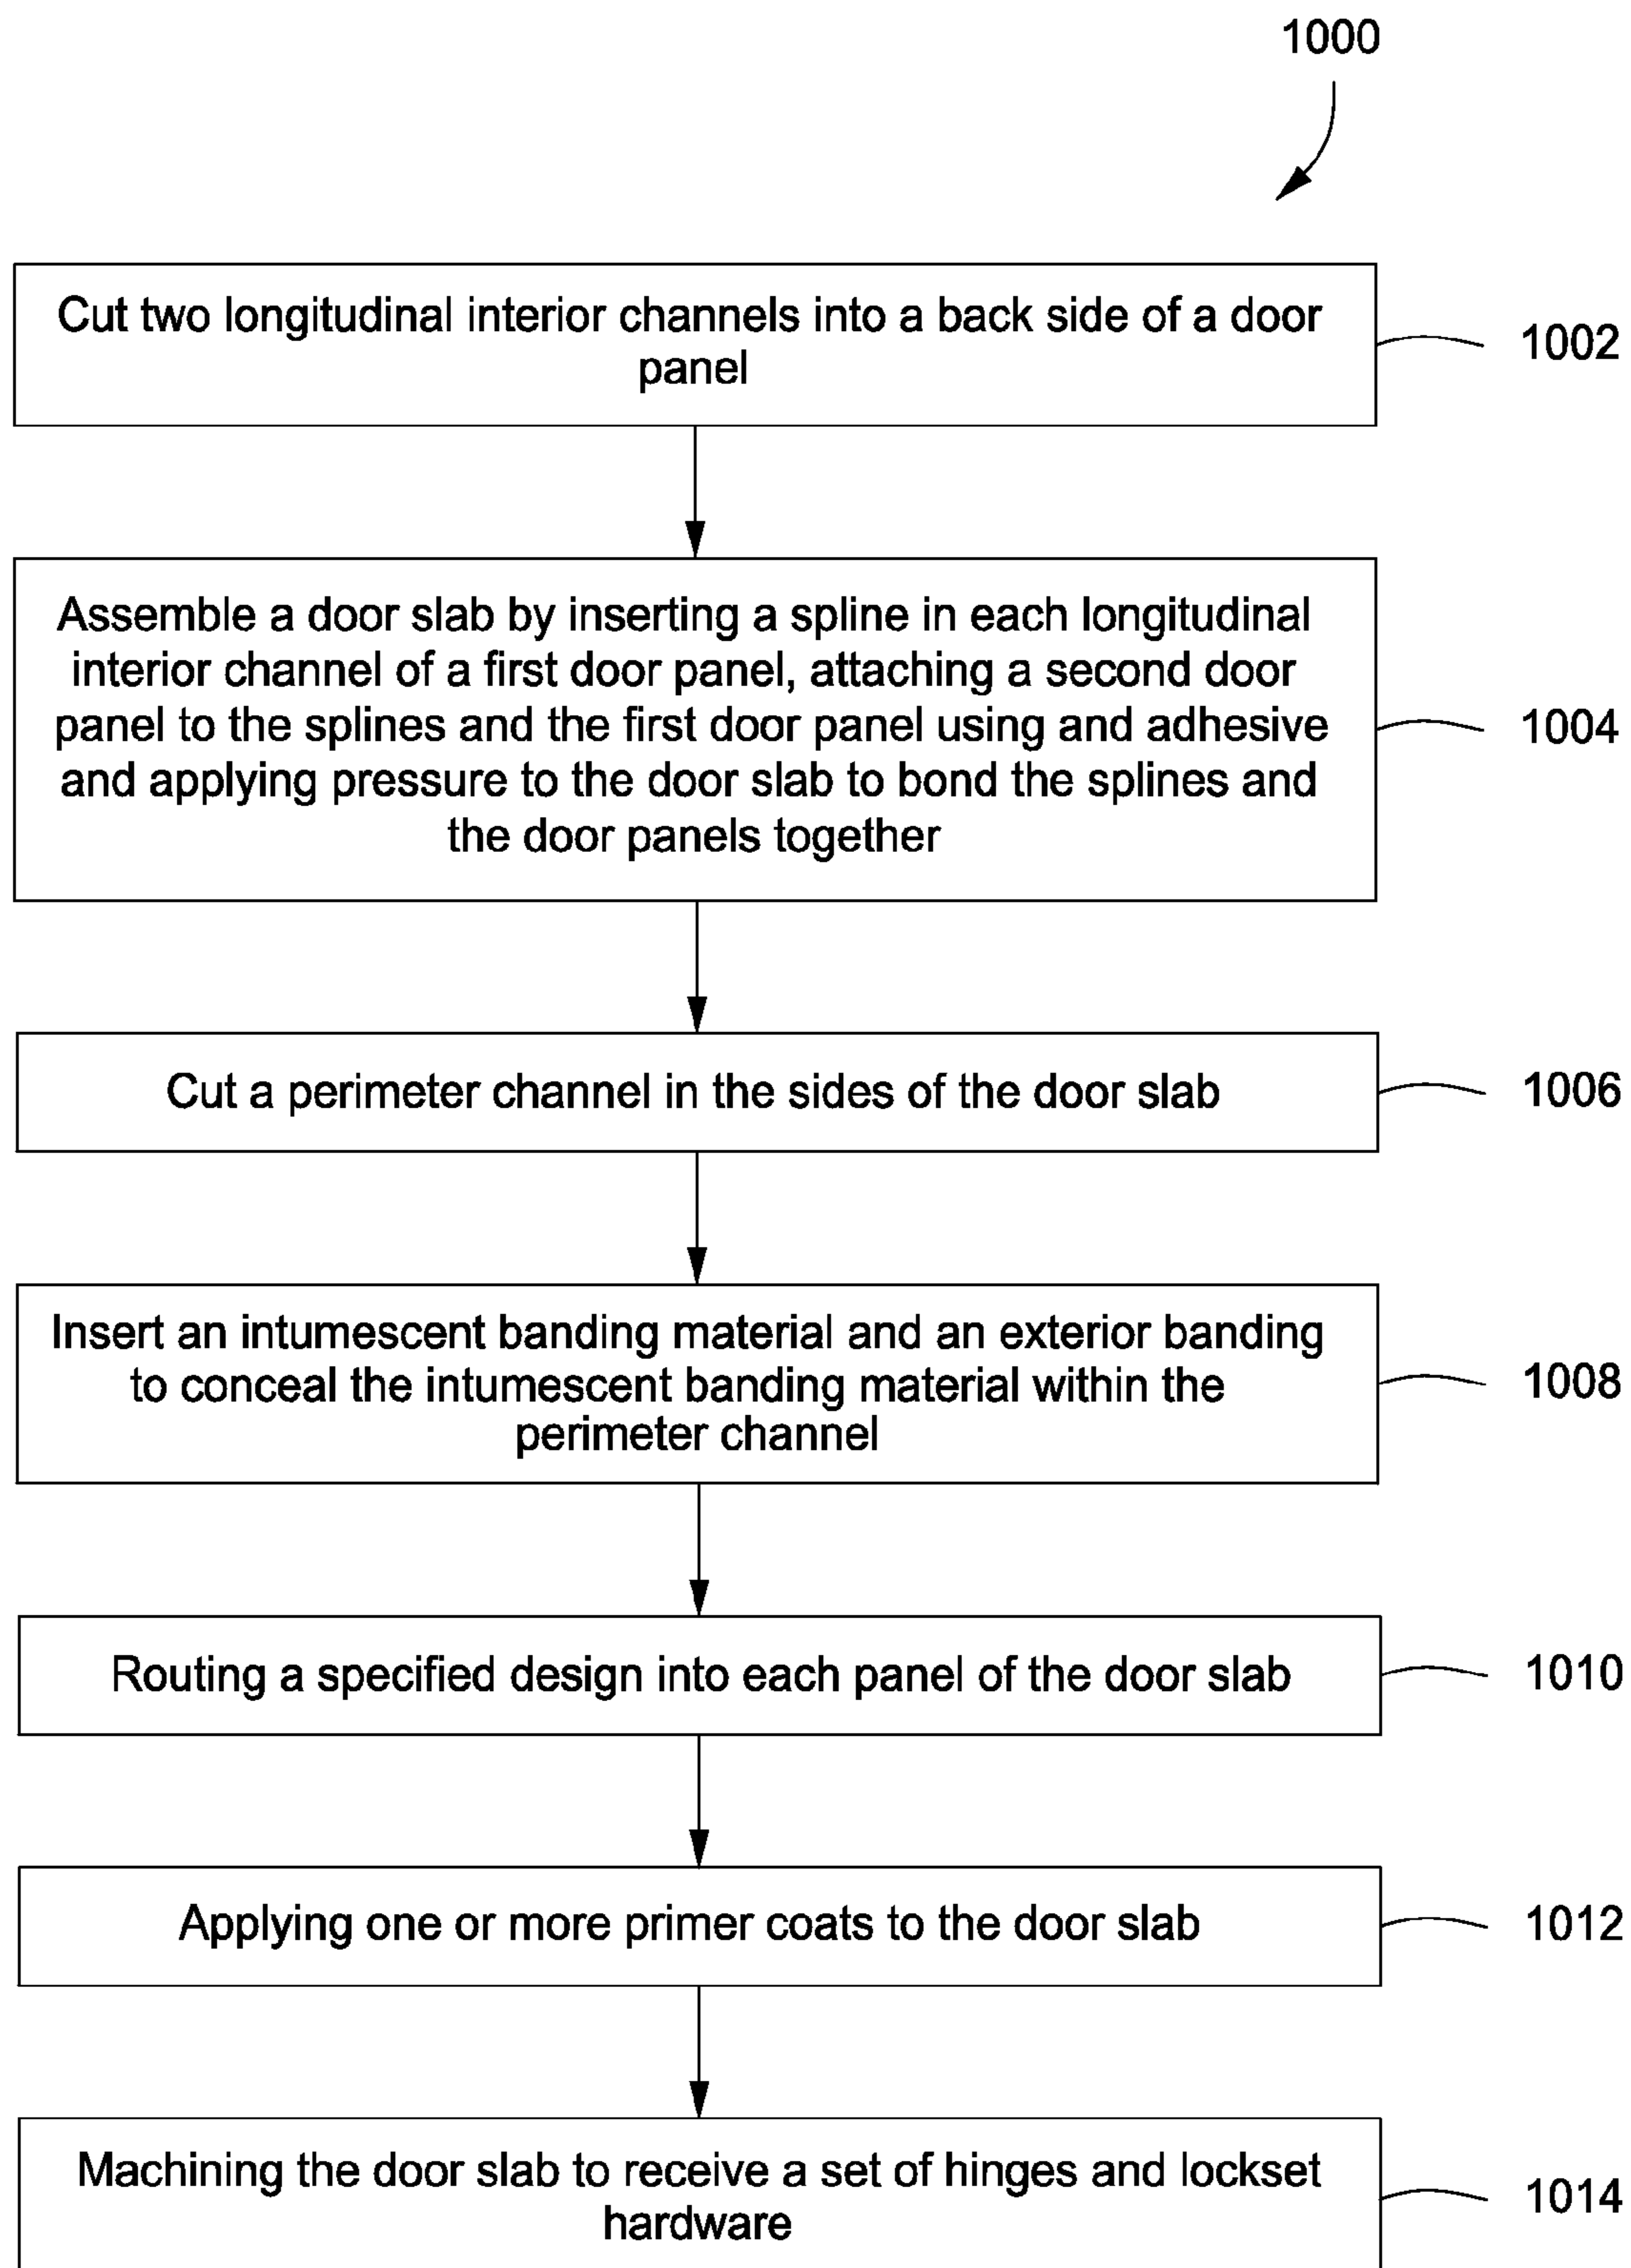 1000
Cut two longitudinal interior channels into a back side of a door
panel
1002
Assemble a door slab by inserting a spline in each longitudinal
interior channel of a first door panel, attaching a second door
panel to the splines and the first door panel using and adhesive
and applying pressure to the door slab to bond the splines and
the door panels together
1004
Cut a perimeter channel in the sides of the door slab
1006
Insert an intumescent banding material and an exterior banding
to conceal the intumescent banding material within the
perimeter channel
1008
Routing a specified design into each panel of the door slab
1010
Applying one or more primer coats to the door slab
1012
Machining the door slab to receive a set of hinges and lockset
hardware
1014